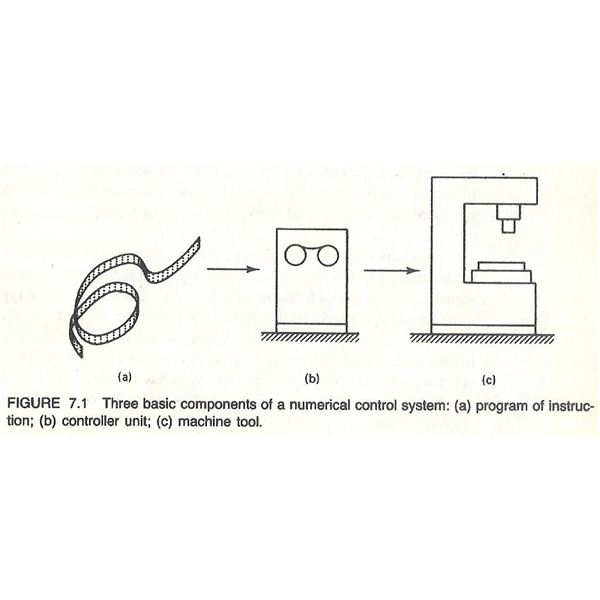 (a)
(b)
(c)
FIGURE 7.1 Three basic components of a numerical control system: (a) program of instruc-
tion; (b) controller unit; (c) machine tool.